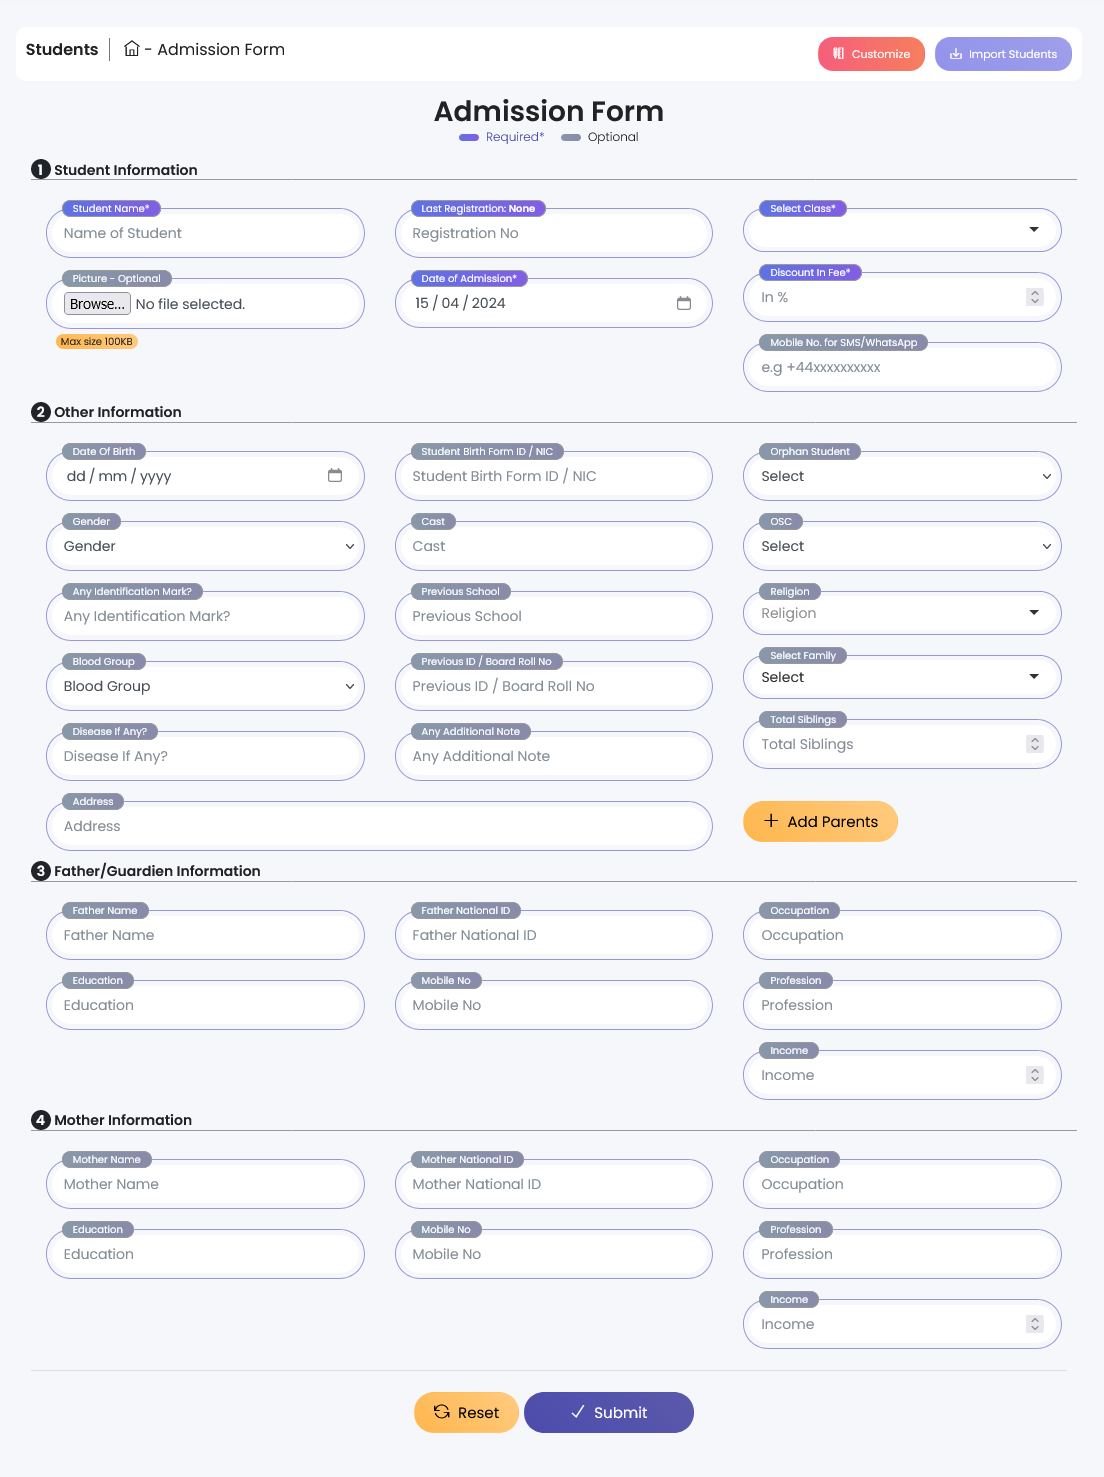 Students
- Admission Form
Customize
Import Students
Admission Form
Required*
Optional
1 Student Information
Student Name*
Name of Student
Last Registration: None
Registration No
Select Class*
Picture - Optional
Browse... No file selected.
Max size 100KB
Date of Admission*
15 / 04 / 2024
Discount In Fee*
In %
Mobile No. for SMS/WhatsApp
e.g +44xxxxxxxxxx
2 Other Information
Date Of Birth
dd / mm / yyyy
Student Birth Form ID / NIC
Student Birth Form ID / NIC
Orphan Student
Select
Gender
Gender
Cast
Cast
OSC
Select
Any Identification Mark?
Any Identification Mark?
Previous School
Previous School
Religion
Religion
Blood Group
Blood Group
Previous ID / Board Roll No
Previous ID / Board Roll No
Select Family
Select
Disease If Any?
Disease If Any?
Any Additional Note
Any Additional Note
Total Siblings
Total Siblings
Address
Address
+ Add Parents
3 Father/Guardien Information
Father Name
Father Name
Father National ID
Father National ID
Occupation
Occupation
Education
Education
Mobile No
Mobile No
Profession
Profession
Income
Income
4 Mother Information
Mother Name
Mother Name
Mother National ID
Mother National ID
Occupation
Occupation
Education
Education
Mobile No
Mobile No
Profession
Profession
Income
Income
Reset
Submit